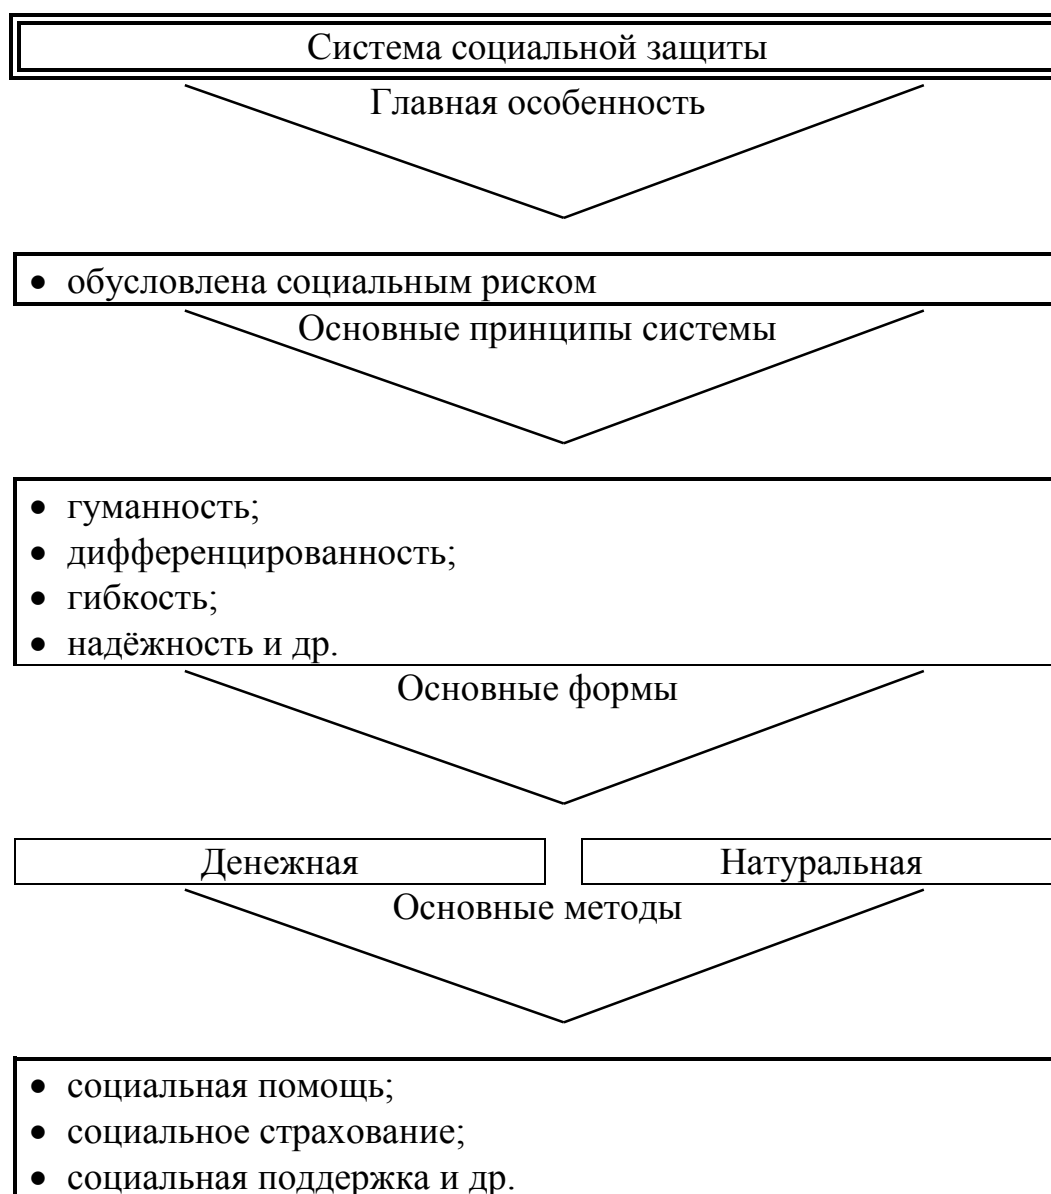 Система социальной защиты
Главная особенность
• обусловлена социальным риском
Основные принципы системы
• гуманность;
• дифференцированность;
• гибкость;
• надёжность и др.
Основные формы
Денежная
Натуральная
Основные методы
• социальная помощь;
• социальное страхование;
• социальная поддержка и др.